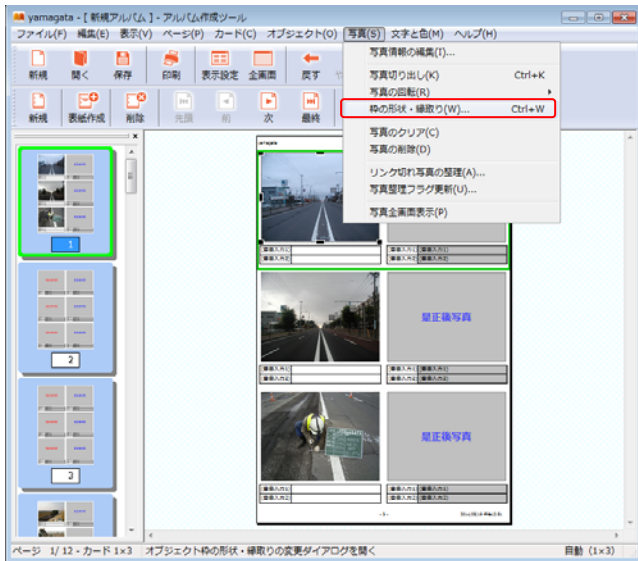 yamagata - [ 新規アルバム ] - アルバム作成ツール
ファイル(F) 編集(E) 表示(V) ページ(P) カード(C) オブジェクト(O) 写真(S) 文字と色(M) ヘルプ(H)
新規 開く 保存 印刷 表示設定 全画面 戻す
新規 表紙作成 削除 先頭 前 次 最終
写真情報の編集(I)...
写真切り出し(K) Ctrl+K
写真の回転(R)
枠の形状・縁取り(W)... Ctrl+W
写真のクリア(C)
写真の削除(D)
リンク切れ写真の整理(A)...
写真整理フラグ更新(U)...
写真全画面表示(P)
1
2
3
yamagata
是正後写真
是正後写真
ページ 1/ 12 - カード 1×3 オブジェクト枠の形状・縁取りの変更ダイアログを開く 自動 (1×3)